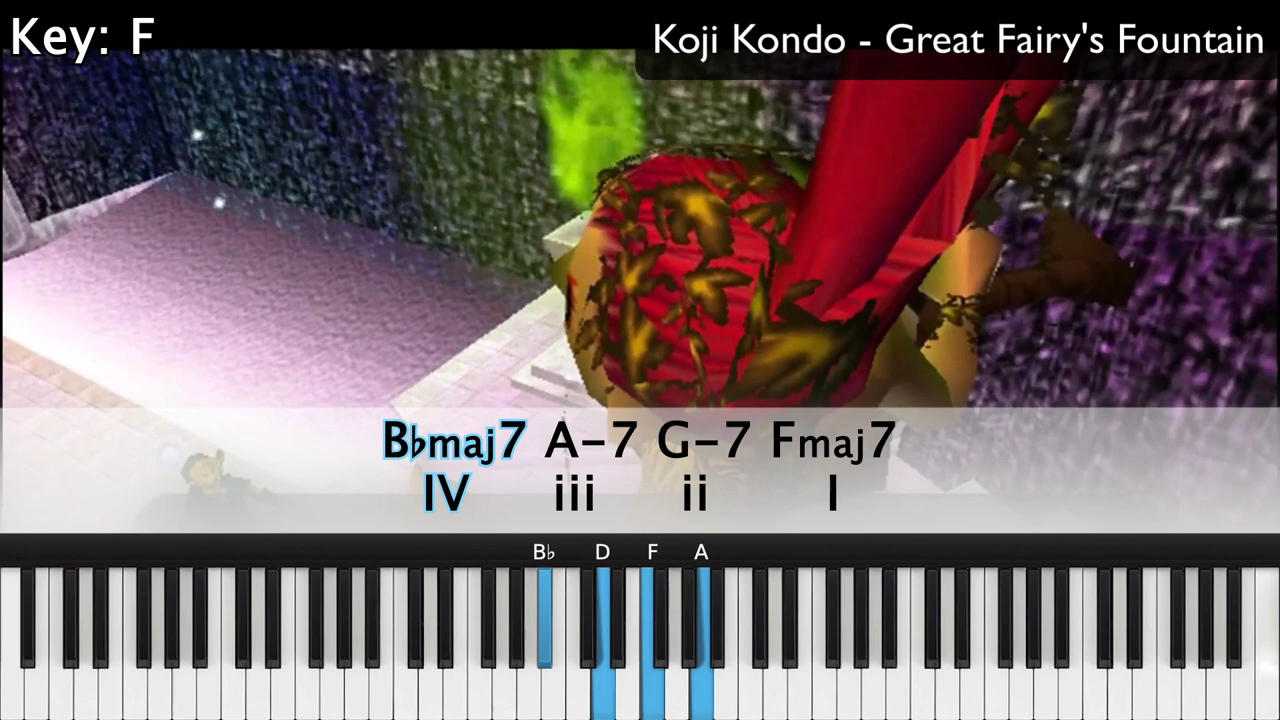 Key: F
Koji Kondo - Great Fairy's Fountain
B♭maj7 A-7 G-7 Fmaj7
IV iii ii I
B♭ D F A